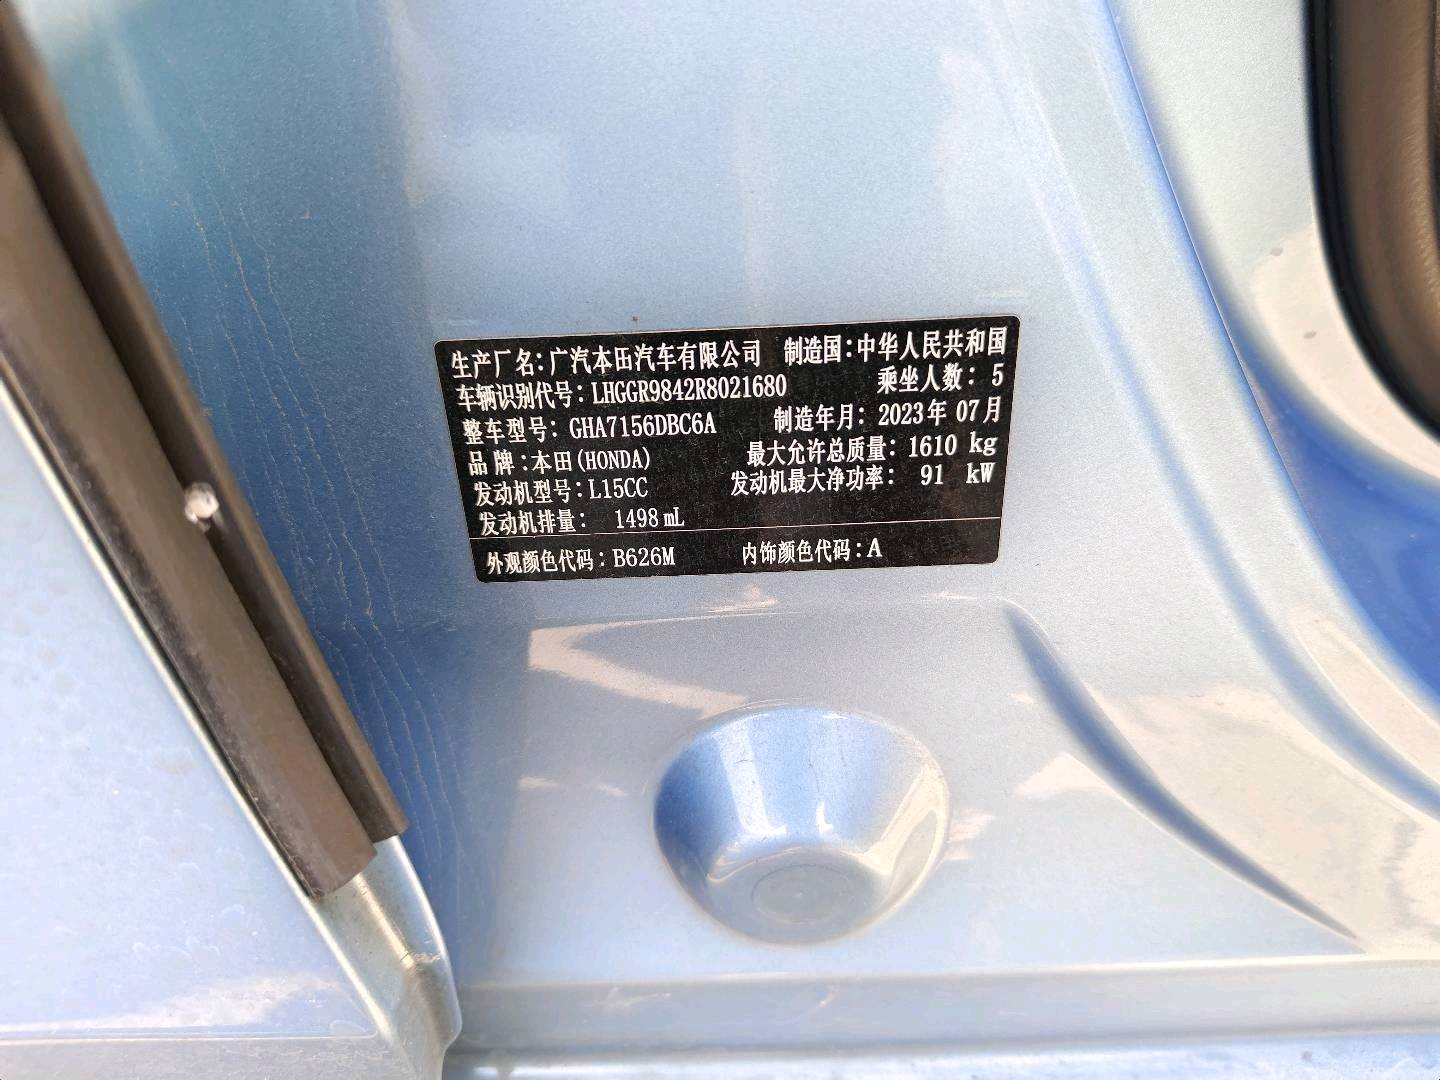 生产厂名:广汽本田汽车有限公司 制造国:中华人民共和国
车辆识别代号:LHGGR9842R8021680 乘坐人数: 5
整车型号: GHA7156DBC6A 制造年月: 2023年 07月
品牌:本田(HONDA) 最大允许总质量: 1610 kg
发动机型号:L15CC 发动机最大净功率: 91 kW
发动机排量: 1498 mL
外观颜色代码: B626M 内饰颜色代码: A